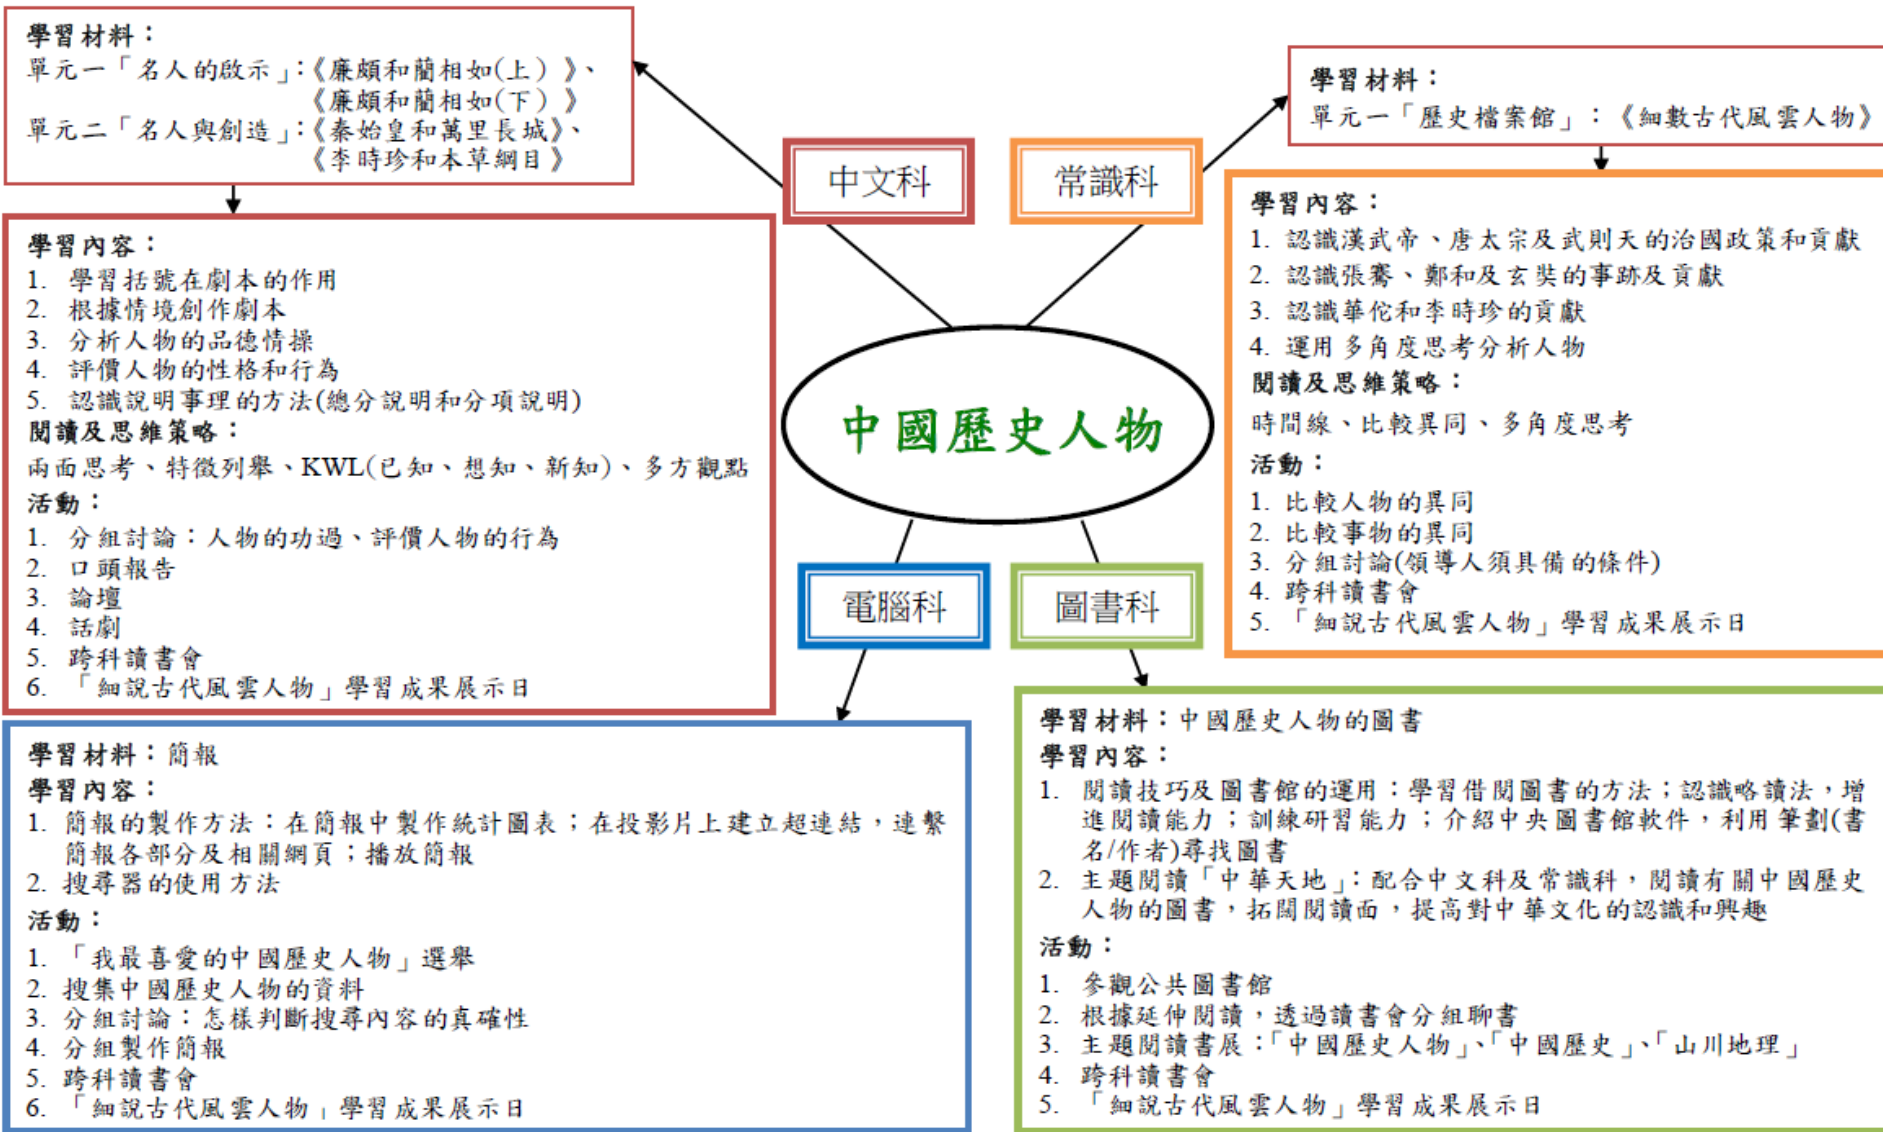 學習材料：
單元一「名人的啟示」：《廉頗和藺相如(上）》、
《廉頗和藺相如(下）》
單元二「名人與創造」：《秦始皇和萬里長城》、
《李時珍和本草綱目》
中文科
學習內容：
1. 學習括號在劇本的作用
2. 根據情境創作劇本
3. 分析人物的品德情操
4. 評價人物的性格和行為
5. 認識說明事理的方法(總分說明和分項說明)
閱讀及思維策略：
兩面思考、特徵列舉、KWL(已知、想知、新知)、多方觀點
活動：
1. 分組討論：人物的功過、評價人物的行為
2. 口頭報告
3. 論壇
4. 話劇
5. 跨科讀書會
6. 「細說古代風雲人物」學習成果展示日
常識科
學習材料：
單元一「歷史檔案館」：《細數古代風雲人物》
學習內容：
1. 認識漢武帝、唐太宗及武則天的治國政策和貢獻
2. 認識張騫、鄭和及玄奘的事跡及貢獻
3. 認識華佗和李時珍的貢獻
4. 運用多角度思考分析人物
閱讀及思維策略：
時間線、比較異同、多角度思考
活動：
1. 比較人物的異同
2. 比較事物的異同
3. 分組討論(領導人須具備的條件)
4. 跨科讀書會
5. 「細說古代風雲人物」學習成果展示日
中國歷史人物
電腦科
學習材料：簡報
學習內容：
1. 簡報的製作方法：在簡報中製作統計圖表；在投影片上建立超連結，連繫
簡報各部分及相關網頁；播放簡報
2. 搜尋器的使用方法
活動：
1. 「我最喜愛的中國歷史人物」選舉
2. 搜集中國歷史人物的資料
3. 分組討論：怎樣判斷搜尋內容的真確性
4. 分組製作簡報
5. 跨科讀書會
6. 「細說古代風雲人物」學習成果展示日
圖書科
學習材料：中國歷史人物的圖書
學習內容：
1. 閱讀技巧及圖書館的運用：學習借閱圖書的方法；認識略讀法，增
進閱讀能力；訓練研習能力；介紹中央圖書館軟件，利用筆劃(書
名/作者)尋找圖書
2. 主題閱讀「中華天地」：配合中文科及常識科，閱讀有關中國歷史
人物的圖書，拓闊閱讀面，提高對中華文化的認識和興趣
活動：
1. 參觀公共圖書館
2. 根據延伸閱讀，透過讀書會分組聊書
3. 主題閱讀書展：「中國歷史人物」、「中國歷史」、「山川地理」
4. 跨科讀書會
5. 「細說古代風雲人物」學習成果展示日